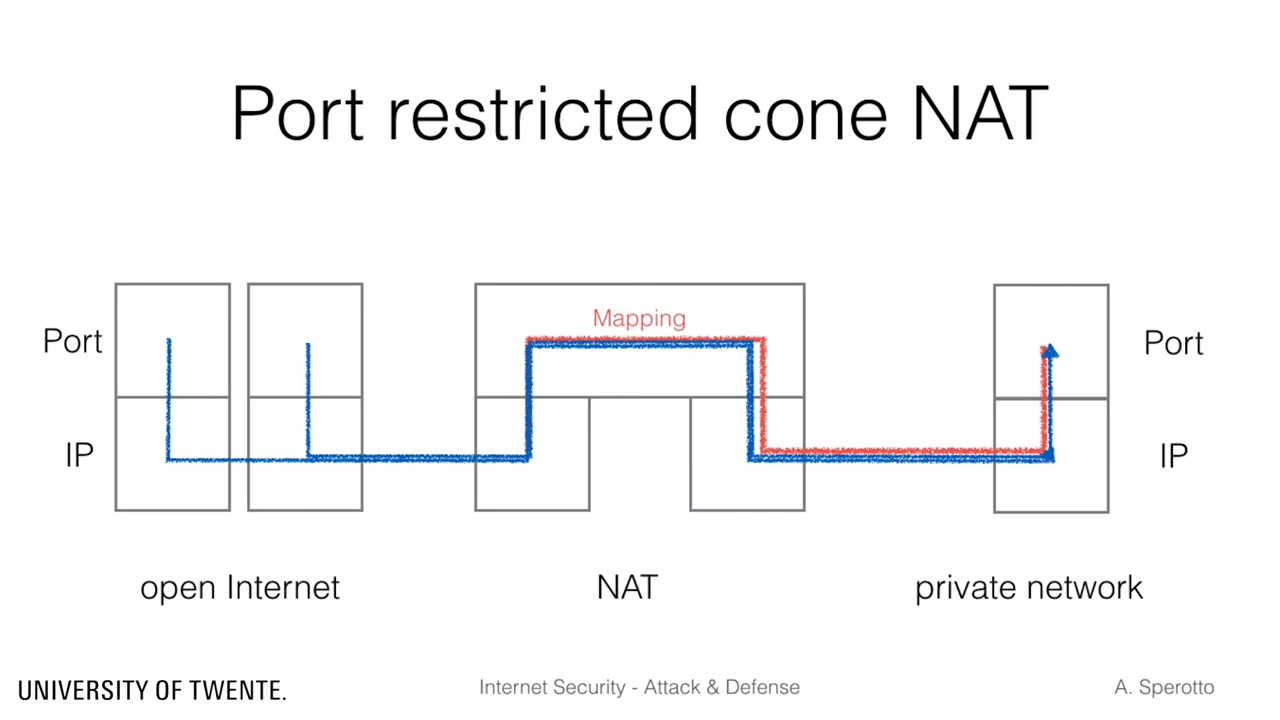 Port restricted cone NAT
Mapping
Port
Port
IP
IP
open Internet
NAT
private network
UNIVERSITY OF TWENTE.
Internet Security - Attack & Defense
A. Sperotto